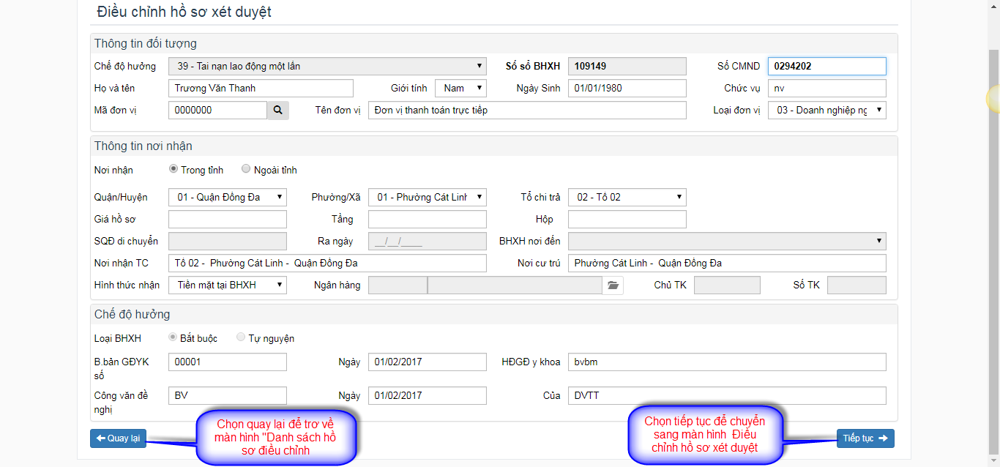 Điều chỉnh hồ sơ xét duyệt
Thông tin đối tượng
Chế độ hưởng 39 - Tai nạn lao động một lần Số sổ BHXH 109149 Số CMND 0294202
Họ và tên Trương Văn Thanh Giới tính Nam Ngày Sinh 01/01/1980 Chức vụ nv
Mã đơn vị 0000000 Tên đơn vị Đơn vị thanh toán trực tiếp Loại đơn vị 03 - Doanh nghiệp ng
Thông tin nơi nhận
Nơi nhận Trong tỉnh Ngoài tỉnh
Quận/Huyện 01 - Quận Đống Đa Phường/Xã 01 - Phường Cát Linh Tổ chi trả 02 - Tổ 02
Giá hồ sơ Tầng Hộp
SQĐ di chuyển Ra ngày __/__/____ BHXH nơi đến
Nơi nhận TC Tổ 02 - Phường Cát Linh - Quận Đống Đa Nơi cư trú Phường Cát Linh - Quận Đống Đa
Hình thức nhận Tiền mặt tại BHXH Ngân hàng Chủ TK Số TK
Chế độ hưởng
Loại BHXH Bắt buộc Tự nguyện
B.bản GĐYK số 00001 Ngày 01/02/2017 HĐGĐ y khoa bvbm
Công văn đề nghị BV Ngày 01/02/2017 Của DVTT
Quay lại
Chọn quay lại để trơ về
màn hình "Danh sách hồ
sơ điều chỉnh
Chọn tiếp tục để chuyển
sang màn hình Điều
chỉnh hồ sơ xét duyệt
Tiếp tục